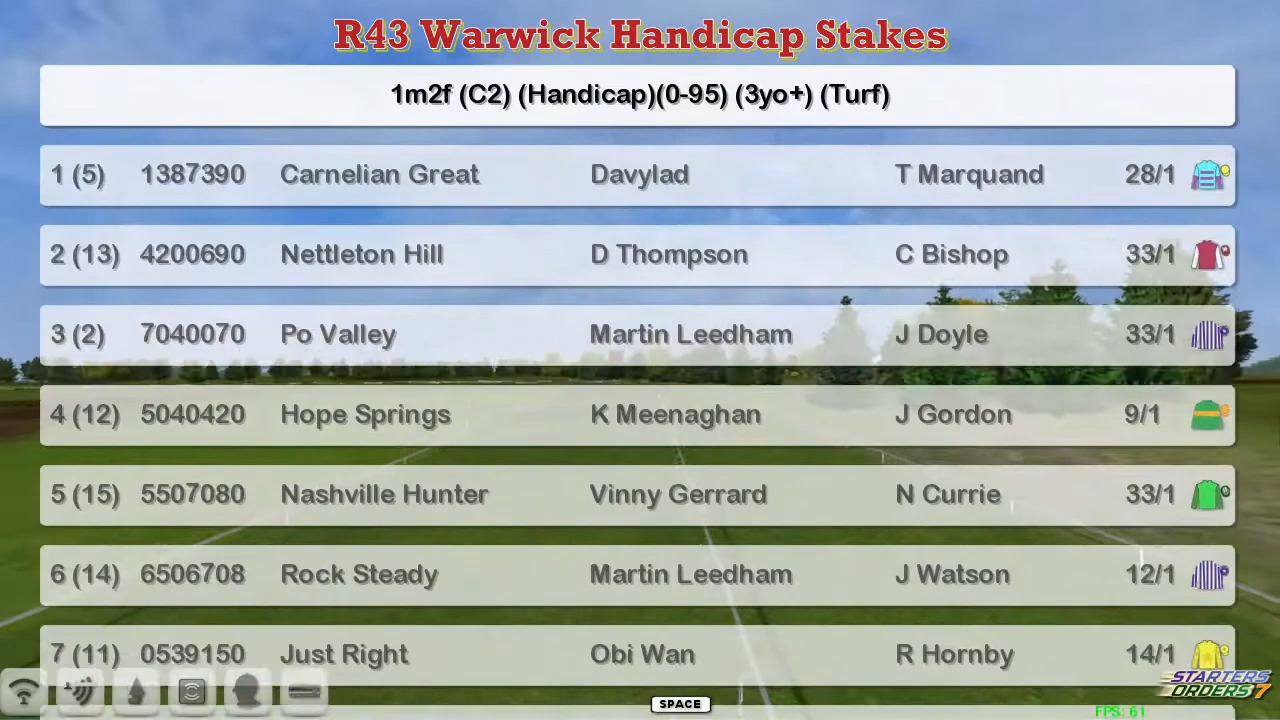 R43 Warwick Handicap Stakes
1m2f (C2) (Handicap)(0-95) (3yo+) (Turf)
1 (5) 1387390 Carnelian Great Davylad T Marquand 28/1
2 (13) 4200690 Nettleton Hill D Thompson C Bishop 33/1
3 (2) 7040070 Po Valley Martin Leedham J Doyle 33/1
4 (12) 5040420 Hope Springs K Meenaghan J Gordon 9/1
5 (15) 5507080 Nashville Hunter Vinny Gerrard N Currie 33/1
6 (14) 6506708 Rock Steady Martin Leedham J Watson 12/1
7 (11) 0539150 Just Right Obi Wan R Hornby 14/1
STARTERS
ORDERS 7
SPACE
FPS: 61